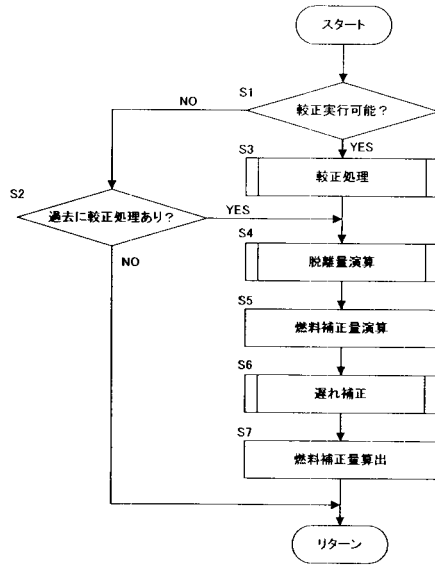 スタート
S1
NO
較正実行可能？
YES
S3
較正処理
S2
過去に較正処理あり？
YES
S4
NO
脱離量演算
S5
燃料補正量演算
S6
遅れ補正
S7
燃料補正量算出
リターン